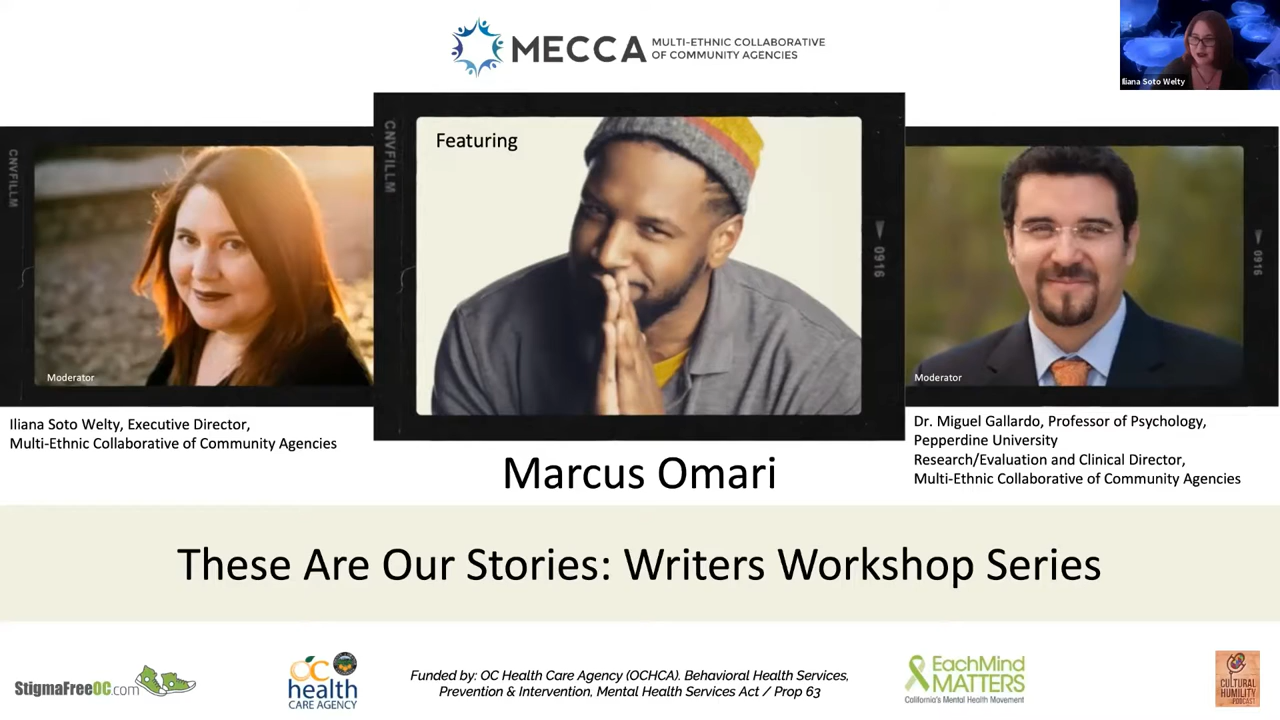 MECCA
MULTI-ETHNIC COLLABORATIVE
OF COMMUNITY AGENCIES
Iliana Soto Welty
CNVFILLM
Moderator
CNVFILLM
Featuring
0916
Moderator
0916
Iliana Soto Welty, Executive Director,
Multi-Ethnic Collaborative of Community Agencies
Marcus Omari
Dr. Miguel Gallardo, Professor of Psychology,
Pepperdine University
Research/Evaluation and Clinical Director,
Multi-Ethnic Collaborative of Community Agencies
These Are Our Stories: Writers Workshop Series
StigmaFreeOC.com
OC
health
CARE AGENCY
Funded by: OC Health Care Agency (OCHCA). Behavioral Health Services,
Prevention & Intervention, Mental Health Services Act / Prop 63
EachMind
MATTERS
California's Mental Health Movement
CULTURAL
HUMILITY
PODCAST